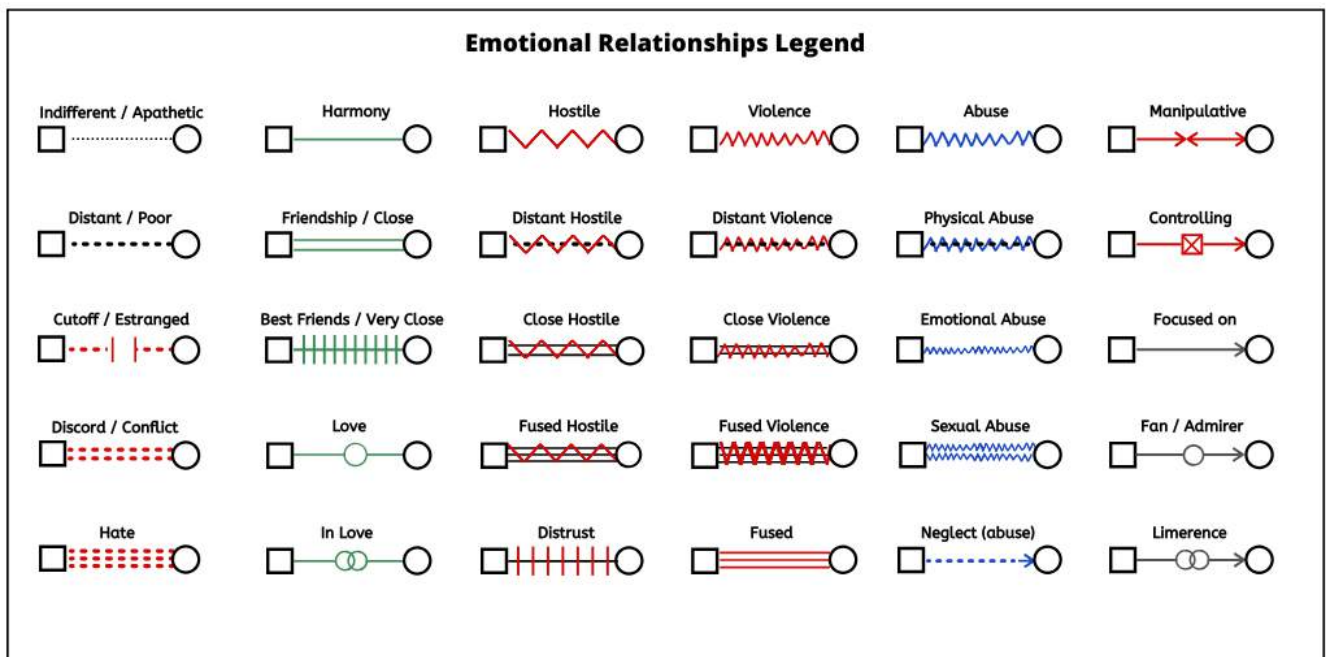 Emotional Relationships Legend
Indifferent / Apathetic
Harmony
Hostile
Violence
Abuse
Manipulative
Distant / Poor
Friendship / Close
Distant Hostile
Distant Violence
Physical Abuse
Controlling
Cutoff / Estranged
Best Friends / Very Close
Close Hostile
Close Violence
Emotional Abuse
Focused on
Discord / Conflict
Love
Fused Hostile
Fused Violence
Sexual Abuse
Fan / Admirer
Hate
In Love
Distrust
Fused
Neglect (abuse)
Limerence